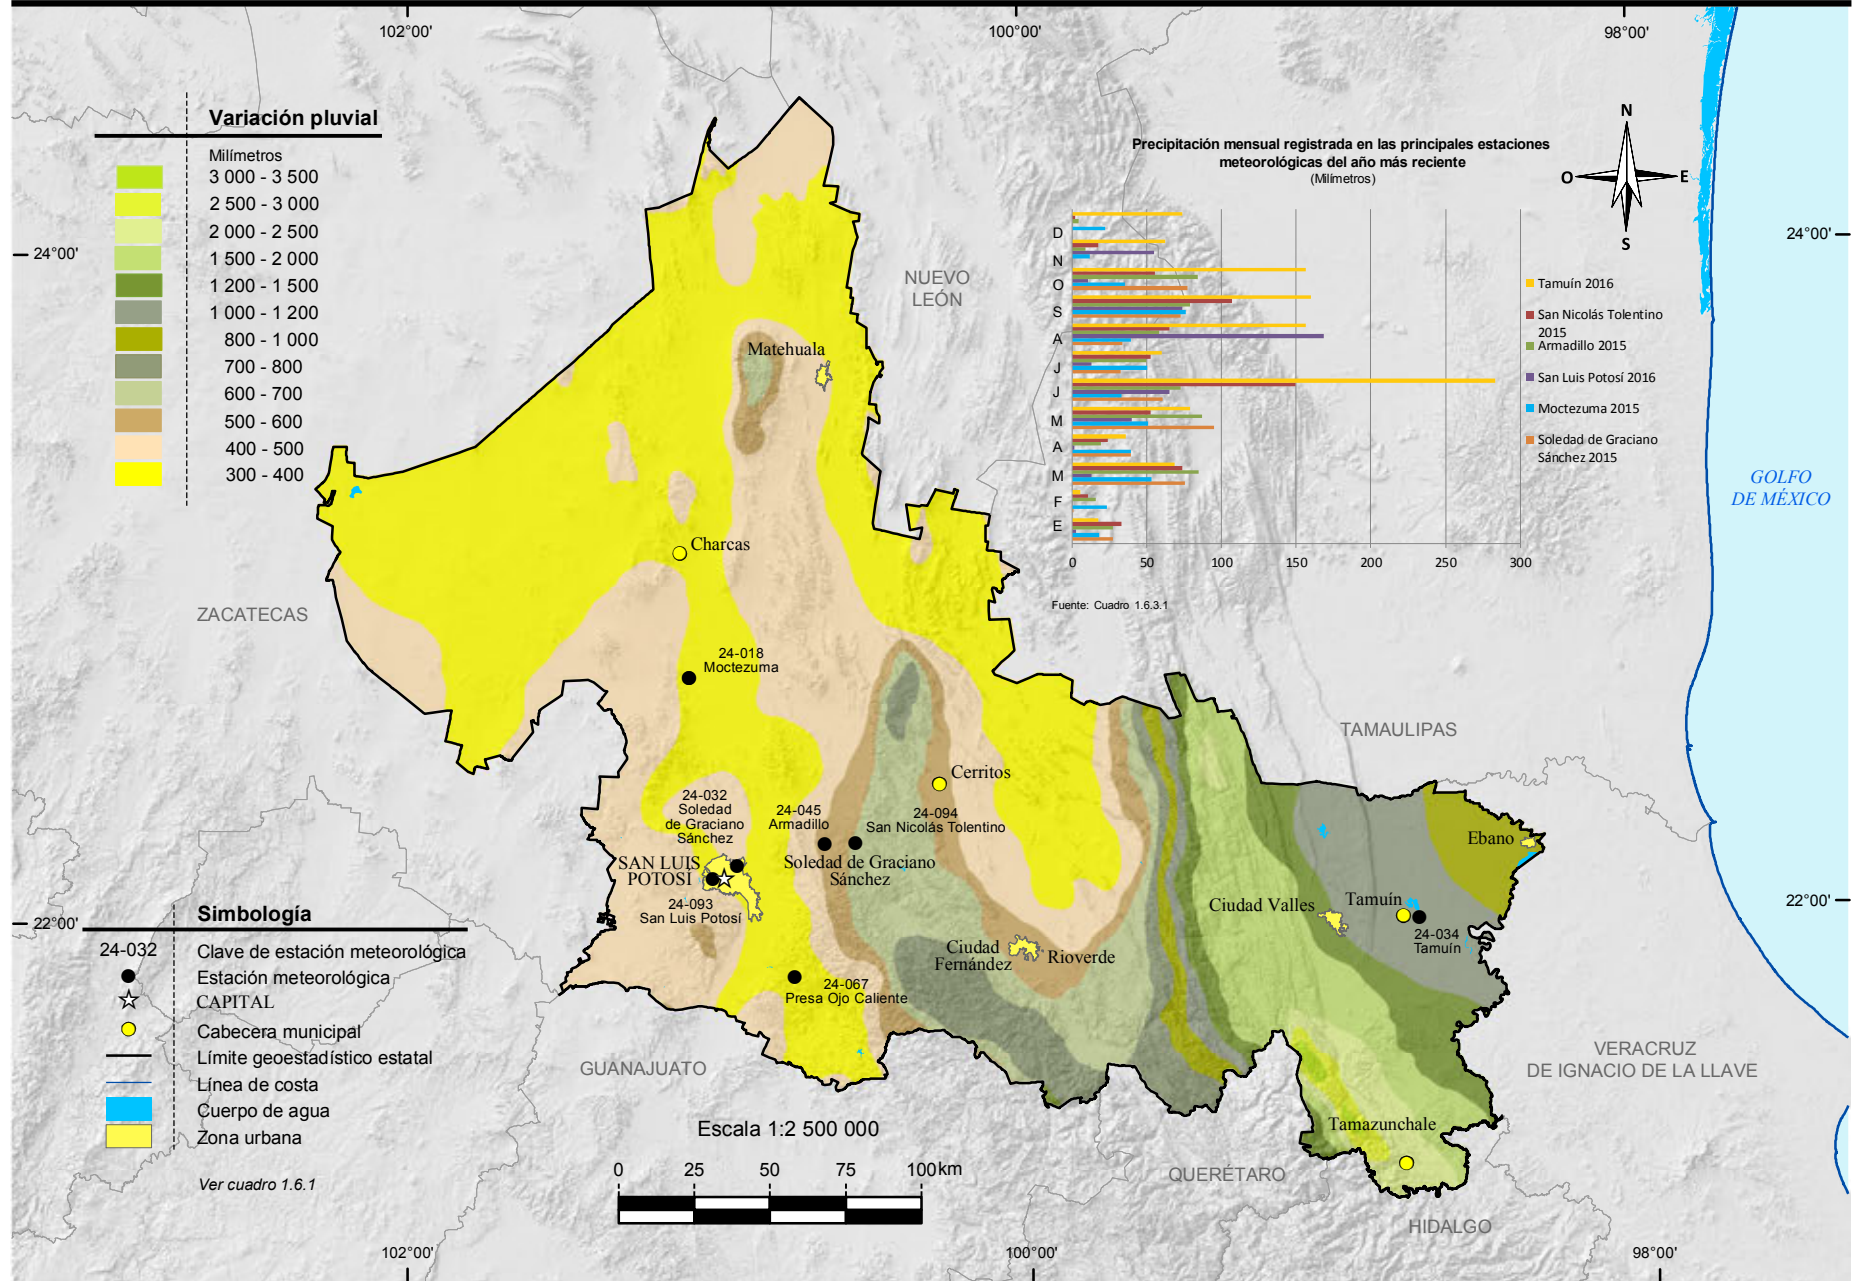 102°00'
100°00'
98°00'
24°00'
24°00'
22°00'
22°00'
102°00'
100°00'
98°00'
Variación pluvial
Milímetros
3 000 - 3 500
2 500 - 3 000
2 000 - 2 500
1 500 - 2 000
1 200 - 1 500
1 000 - 1 200
800 - 1 000
700 - 800
600 - 700
500 - 600
400 - 500
300 - 400
Precipitación mensual registrada en las principales estaciones
meteorológicas del año más reciente
(Milímetros)
D
N
O
S
A
J
J
M
A
M
F
E
0 50 100 150 200 250 300
Tamuín 2016
San Nicolás Tolentino
2015
Armadillo 2015
San Luis Potosí 2016
Moctezuma 2015
Soledad de Graciano
Sánchez 2015
Fuente: Cuadro 1.6.3.1
N
O
E
S
NUEVO
LEÓN
ZACATECAS
TAMAULIPAS
GUANAJUATO
QUERÉTARO
HIDALGO
VERACRUZ
DE IGNACIO DE LA LLAVE
GOLFO
DE MÉXICO
Matehuala
Charcas
24-018
Moctezuma
Cerritos
24-032
Soledad
de Graciano
Sánchez
24-045
Armadillo
24-094
San Nicolás Tolentino
SAN LUIS
POTOSÍ
Soledad de Graciano
Sánchez
24-093
San Luis Potosí
24-067
Presa Ojo Caliente
Ciudad
Fernández
Rioverde
Ciudad Valles
Tamuín
24-034
Tamuín
Ebano
Tamazunchale
Simbología
24-032 Clave de estación meteorológica
Estación meteorológica
CAPITAL
Cabecera municipal
Límite geoestadístico estatal
Línea de costa
Cuerpo de agua
Zona urbana
Ver cuadro 1.6.1
Escala 1:2 500 000
0 25 50 75 100 km